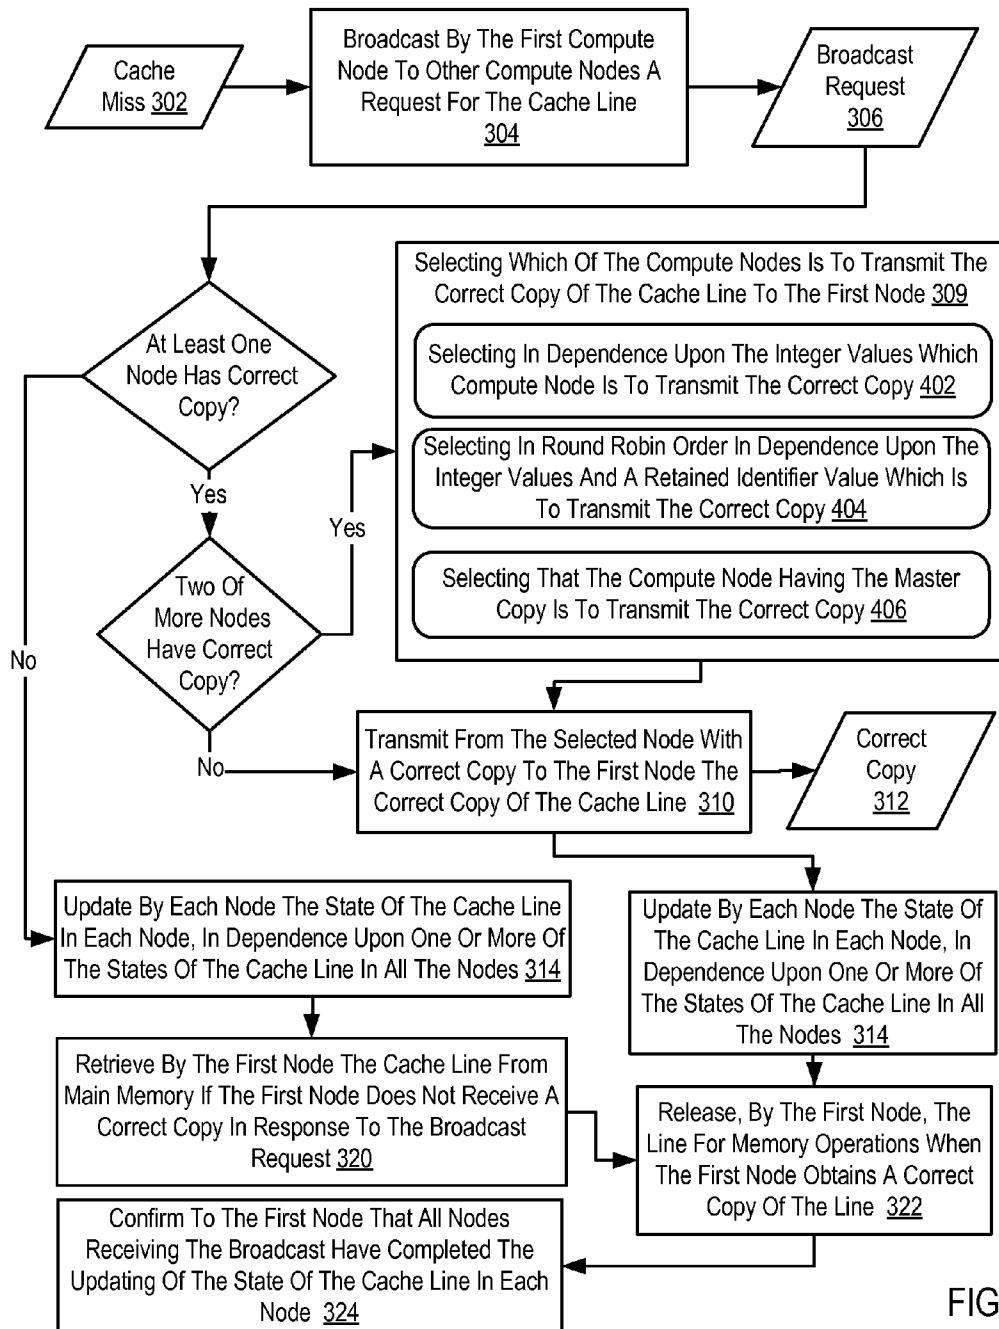 Cache
Miss 302
Broadcast By The First Compute
Node To Other Compute Nodes A
Request For The Cache Line
304
Broadcast
Request
306
At Least One
Node Has Correct
Copy?
Yes
No
Two Of
More Nodes
Have Correct
Copy?
Yes
No
Selecting Which Of The Compute Nodes Is To Transmit The
Correct Copy Of The Cache Line To The First Node 309
Selecting In Dependence Upon The Integer Values Which
Compute Node Is To Transmit The Correct Copy 402
Selecting In Round Robin Order In Dependence Upon The
Integer Values And A Retained Identifier Value Which Is
To Transmit The Correct Copy 404
Selecting That The Compute Node Having The Master
Copy Is To Transmit The Correct Copy 406
Transmit From The Selected Node With
A Correct Copy To The First Node The
Correct Copy Of The Cache Line 310
Correct
Copy
312
Update By Each Node The State Of The Cache Line
In Each Node, In Dependence Upon One Or More Of
The States Of The Cache Line In All The Nodes 314
Update By Each Node The State Of
The Cache Line In Each Node, In
Dependence Upon One Or More Of
The States Of The Cache Line In All
The Nodes 314
Retrieve By The First Node The Cache Line From
Main Memory If The First Node Does Not Receive A
Correct Copy In Response To The Broadcast
Request 320
Release, By The First Node, The
Line For Memory Operations When
The First Node Obtains A Correct
Copy Of The Line 322
Confirm To The First Node That All Nodes
Receiving The Broadcast Have Completed The
Updating Of The State Of The Cache Line In Each
Node 324
FIG